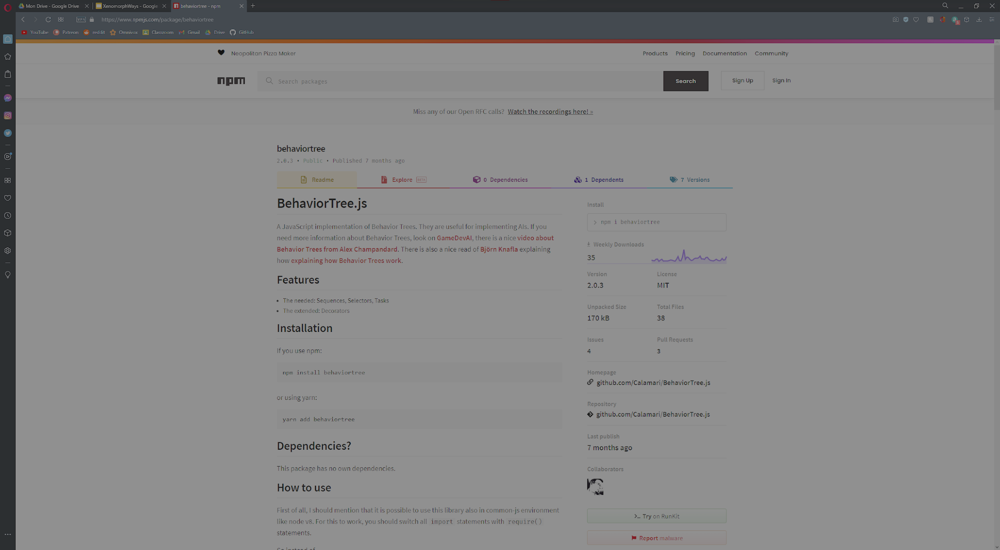 Mon Drive - Google Drive
XenomorphWays - Google
behaviortree - npm
VPN
https://www.npmjs.com/package/behaviortree
YouTube
Patreon
reddit
Omnivox
Classroom
Gmail
Drive
GitHub
Neopolitan Pizza Maker
Products
Pricing
Documentation
Community
npm
Search packages
Search
Sign Up
Sign In
Miss any of our Open RFC calls? Watch the recordings here! »
behaviortree
2.0.3 • Public • Published 7 months ago
Readme
Explore BETA
0 Dependencies
1 Dependents
7 Versions
BehaviorTree.js
A JavaScript implementation of Behavior Trees. They are useful for implementing AIs. If you
need more information about Behavior Trees, look on GameDevAI, there is a nice video about
Behavior Trees from Alex Champandard. There is also a nice read of Björn Knafla explaining
how explaining how Behavior Trees work.
Features
• The needed: Sequences, Selectors, Tasks
• The extended: Decorators
Installation
If you use npm:
npm install behaviortree
or using yarn:
yarn add behaviortree
Dependencies?
This package has no own dependencies.
How to use
First of all, I should mention that it is possible to use this library also in common-js environment
like node v8. For this to work, you should switch all import statements with require()
statements.
So instead of
Install
> npm i behaviortree
Weekly Downloads
35
Version
2.0.3
License
MIT
Unpacked Size
170 kB
Total Files
38
Issues
4
Pull Requests
3
Homepage
github.com/Calamari/BehaviorTree.js
Repository
github.com/Calamari/BehaviorTree.js
Last publish
7 months ago
Collaborators
>_ Try on RunKit
Report malware